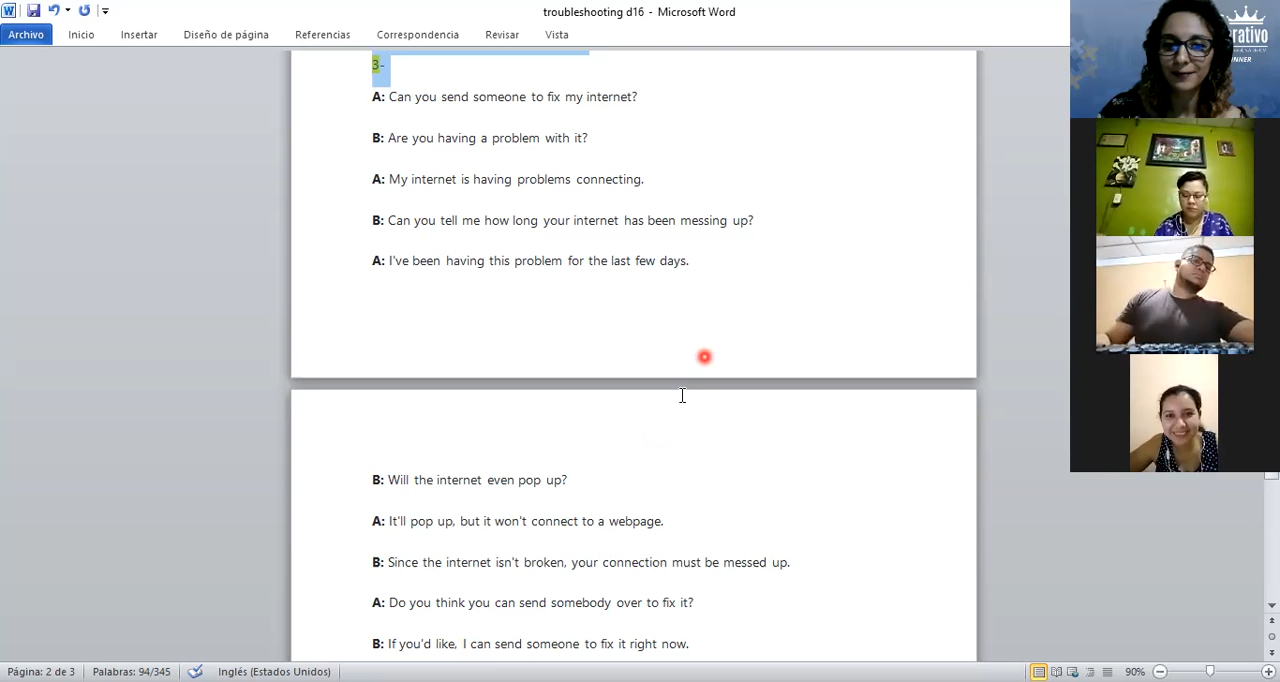 troubleshooting d16 - Microsoft Word
Archivo Inicio Insertar Diseño de página Referencias Correspondencia Revisar Vista
3-
A: Can you send someone to fix my internet?
B: Are you having a problem with it?
A: My internet is having problems connecting.
B: Can you tell me how long your internet has been messing up?
A: I've been having this problem for the last few days.
B: Will the internet even pop up?
A: It'll pop up, but it won't connect to a webpage.
B: Since the internet isn't broken, your connection must be messed up.
A: Do you think you can send somebody over to fix it?
B: If you'd like, I can send someone to fix it right now.
Página: 2 de 3 Palabras: 94/345 Inglés (Estados Unidos) 90%